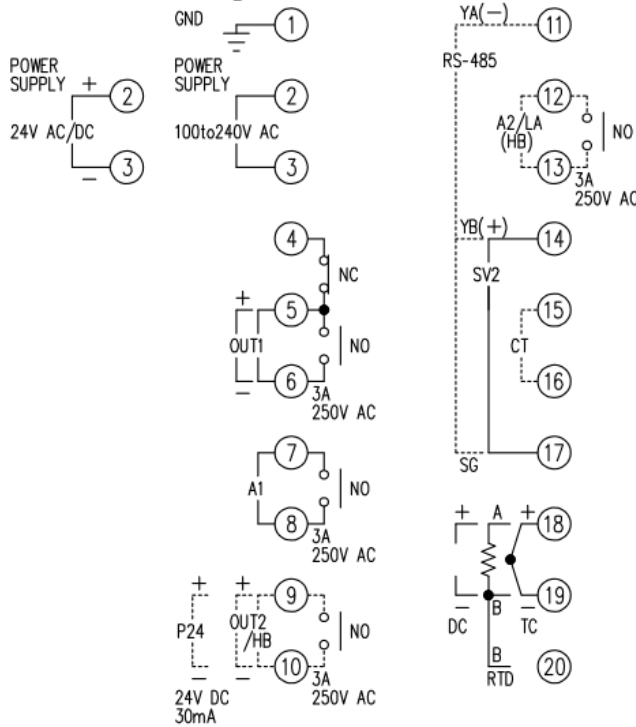 GND
1
POWER
SUPPLY
+
2
24V AC/DC
−
3
POWER
SUPPLY
2
100to240V AC
3
4
NC
+
5
OUT1
NO
−
6
3A
250V AC
7
A1
NO
8
3A
250V AC
+
+
9
P24
OUT2
/HB
NO
−
−
10
24V DC
30mA
3A
250V AC
YA(−)
11
RS-485
12
A2/LA
(HB)
NO
13
3A
250V AC
YB(+)
14
SV2
15
CT
16
SG
17
+
A
+
18
−
B
−
19
DC
TC
B
RTD
20